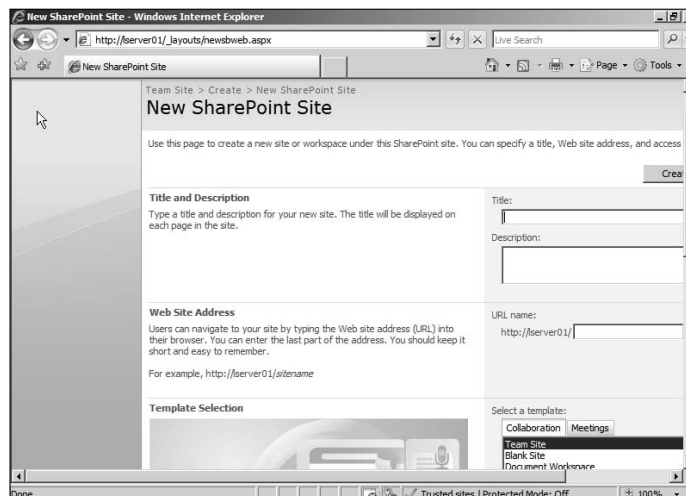 New SharePoint Site - Windows Internet Explorer
http://lserver01/_layouts/newsbweb.aspx
Live Search
New SharePoint Site
Page
Tools
Team Site > Create > New SharePoint Site
New SharePoint Site
Use this page to create a new site or workspace under this SharePoint site. You can specify a title, Web site address, and access
Title and Description
Type a title and description for your new site. The title will be displayed on
each page in the site.
Title:
Description:
Web Site Address
Users can navigate to your site by typing the Web site address (URL) into
their browser. You can enter the last part of the address. You should keep it
short and easy to remember.
For example, http://lserver01/sitename
URL name:
http://lserver01/
Template Selection
Select a template:
Collaboration Meetings
Team Site
Blank Site
Document Workspace
Done
Trusted sites | Protected Mode: Off
100%